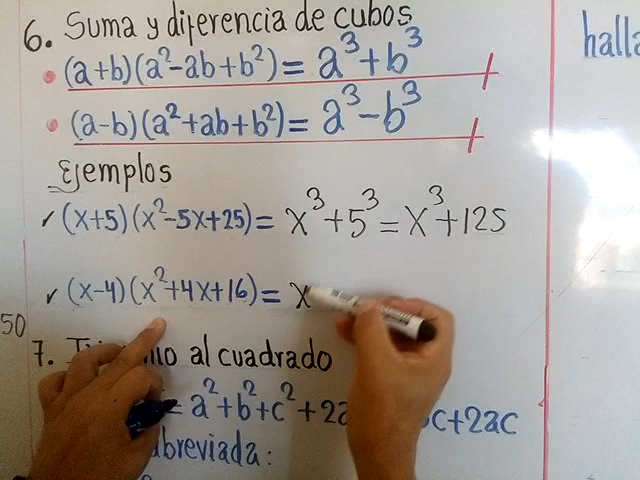 6. Suma y diferencia de cubos
(a+b)(a²-ab+b²)= a³+b³
(a-b)(a²+ab+b²)= a³-b³
Ejemplos
(x+5)(x²-5x+25)= x³+5³= x³+125
(x-4)(x²+4x+16)= x
50
7. al cuadrado
= a²+b²+c²+2a c+2ac
breviada:
halla